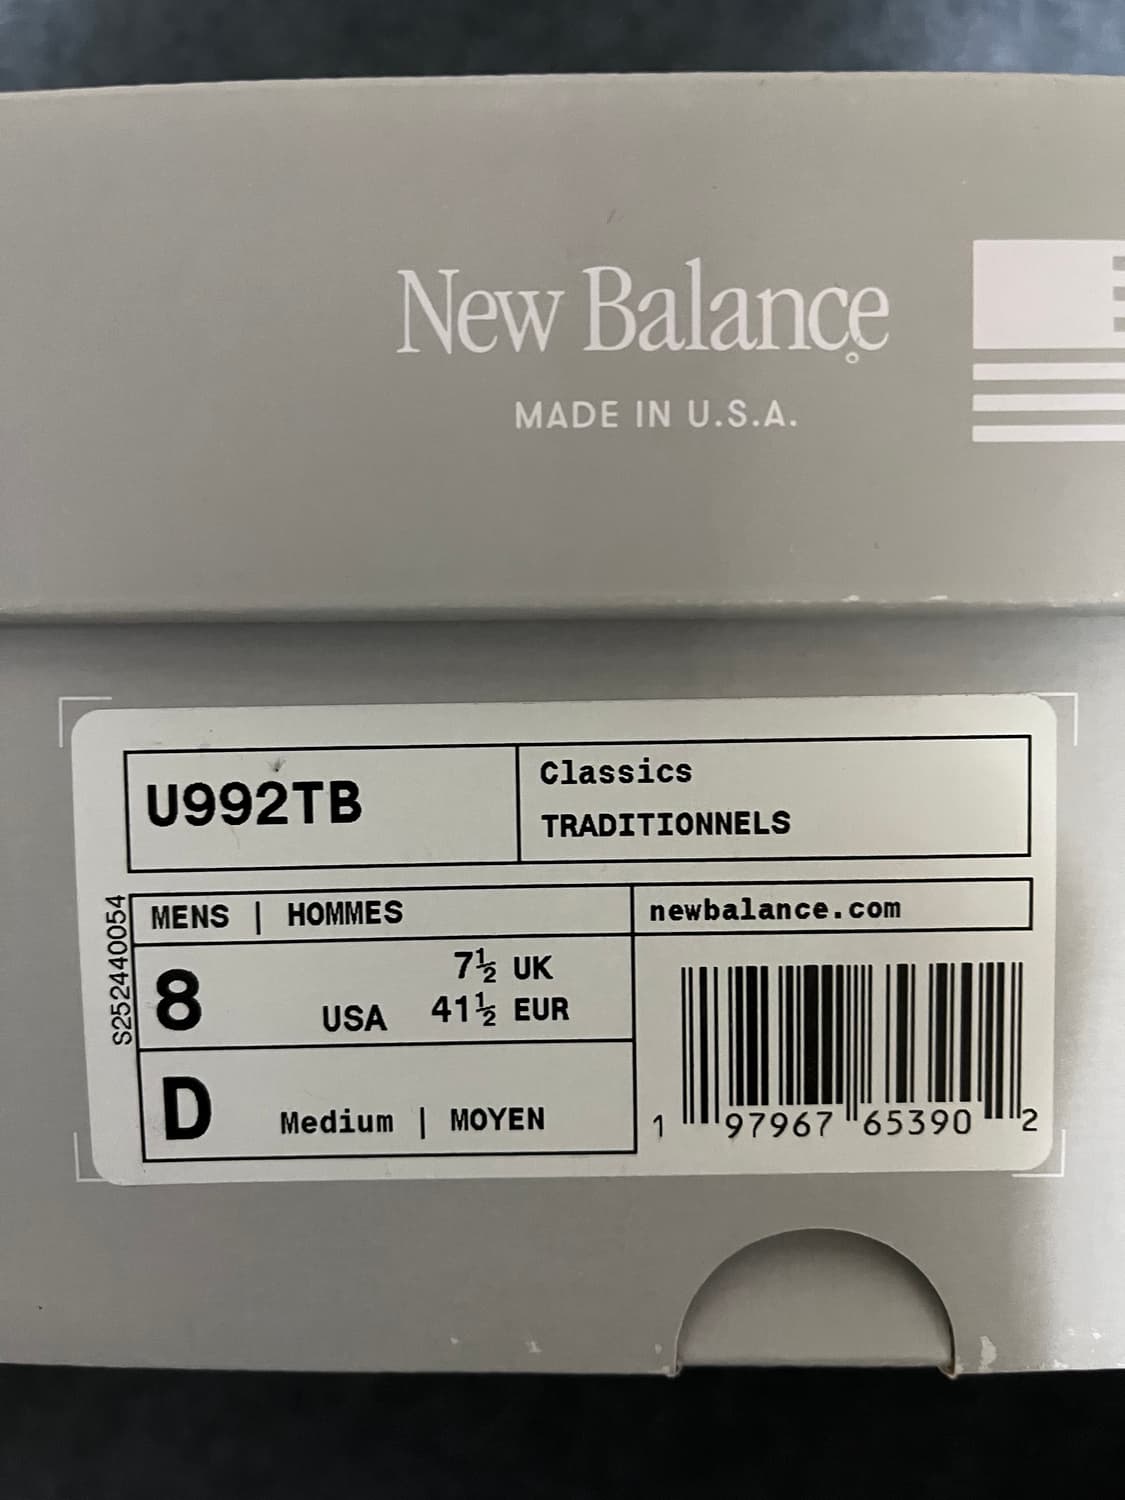 New Balance
MADE IN U.S.A.
U992TB
Classics
TRADITIONNELS
S252440054
MENS | HOMMES
newbalance.com
8 USA 7½ UK
41½ EUR
D Medium | MOYEN
1 97967 65390 2